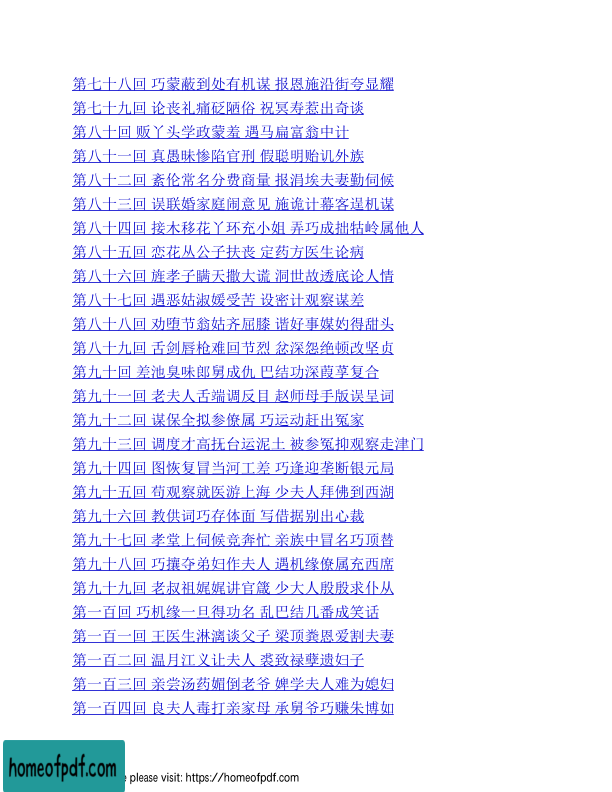 第七十八回 巧蒙蔽到处有机谋 报恩施沿街夸显耀
第七十九回 论丧礼痛砭陋俗 祝冥寿惹出奇谈
第八十回 贩丫头学政蒙羞 遇马扁富翁中计
第八十一回 真愚昧惨陷官刑 假聪明贻讥外族
第八十二回 紊伦常名分费商量 报涓埃夫妻勤伺候
第八十三回 误联婚家庭闹意见 施诡计幕客逞机谋
第八十四回 接木移花丫环充小姐 弄巧成拙牯岭属他人
第八十五回 恋花丛公子扶丧 定药方医生论病
第八十六回 旌孝子瞒天撒大谎 洞世故透底论人情
第八十七回 遇恶姑淑媛受苦 设密计观察谋差
第八十八回 劝堕节翁姑齐屈膝 谐好事媒妁得甜头
第八十九回 舌剑唇枪难回节烈 忿深怨绝顿改坚贞
第九十回 差池臭味郎舅成仇 巴结功深葭莩复合
第九十一回 老夫人舌端调反目 赵师母手版误呈词
第九十二回 谋保全拟参僚属 巧运动赶出冤家
第九十三回 调度才高抚台运泥土 被参冤抑观察走津门
第九十四回 图恢复冒当河工差 巧逢迎垄断银元局
第九十五回 苟观察就医游上海 少夫人拜佛到西湖
第九十六回 教供词巧存体面 写借据别出心裁
第九十七回 孝堂上伺候竞奔忙 亲族中冒名巧顶替
第九十八回 巧攘夺弟妇作夫人 遇机缘僚属充西席
第九十九回 老叔祖娓娓讲官箴 少大人殷殷求仆从
第一百回 巧机缘一旦得功名 乱巴结几番成笑话
第一百一回 王医生淋漓谈父子 梁顶粪恩爱割夫妻
第一百二回 温月江义让夫人 裘致禄孽遗妇子
第一百三回 亲尝汤药媚倒老爷 婢学夫人难为媳妇
第一百四回 良夫人毒打亲家母 承舅爷巧赚朱博如
homeofpdf.com
e please visit: https://homeofpdf.com